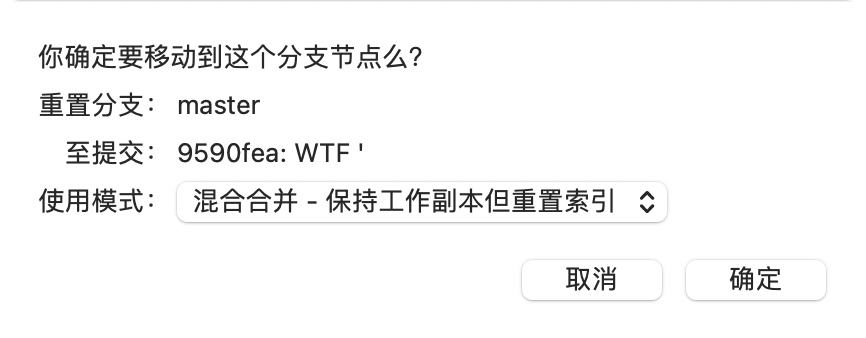 你确定要移动到这个分支节点么?
重置分支： master
至提交： 9590fea: WTF '
使用模式： 混合合并 - 保持工作副本但重置索引
取消 确定